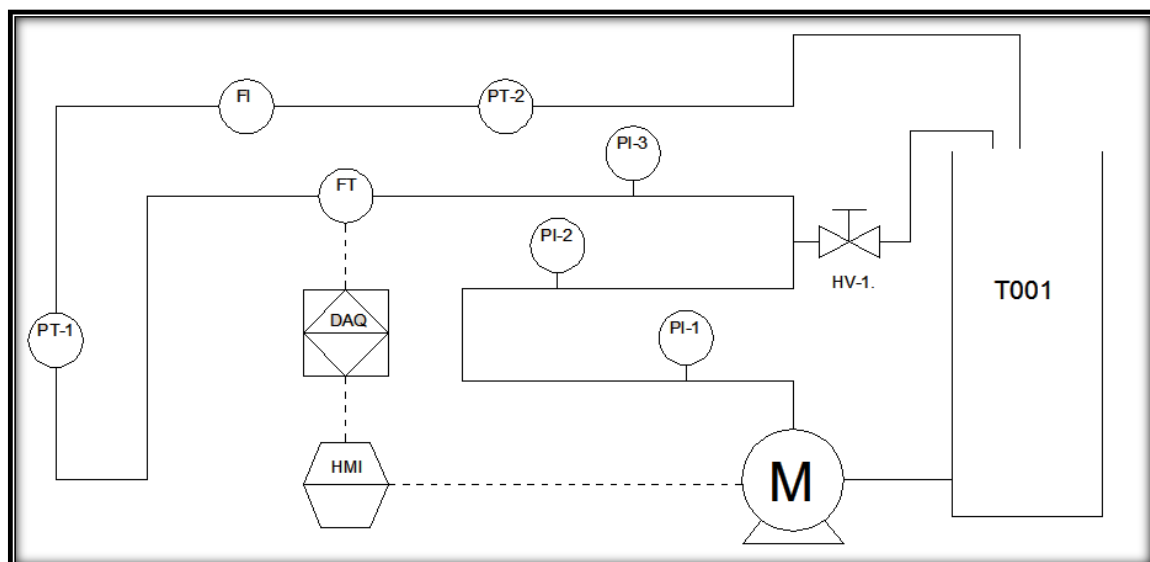 FI
PT-2
PI-3
FT
PI-2
HV-1.
T001
DAQ
PI-1
PT-1
HMI
M